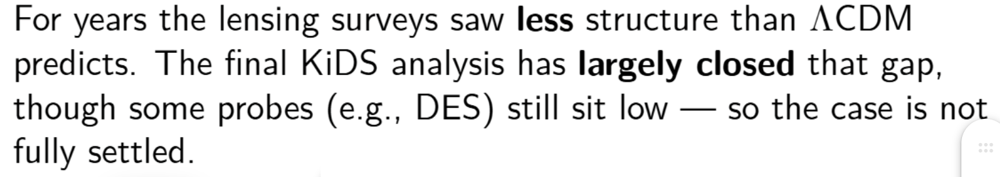 For years the lensing surveys saw less structure than ΛCDM
predicts. The final KiDS analysis has largely closed that gap,
though some probes (e.g., DES) still sit low — so the case is not
fully settled.